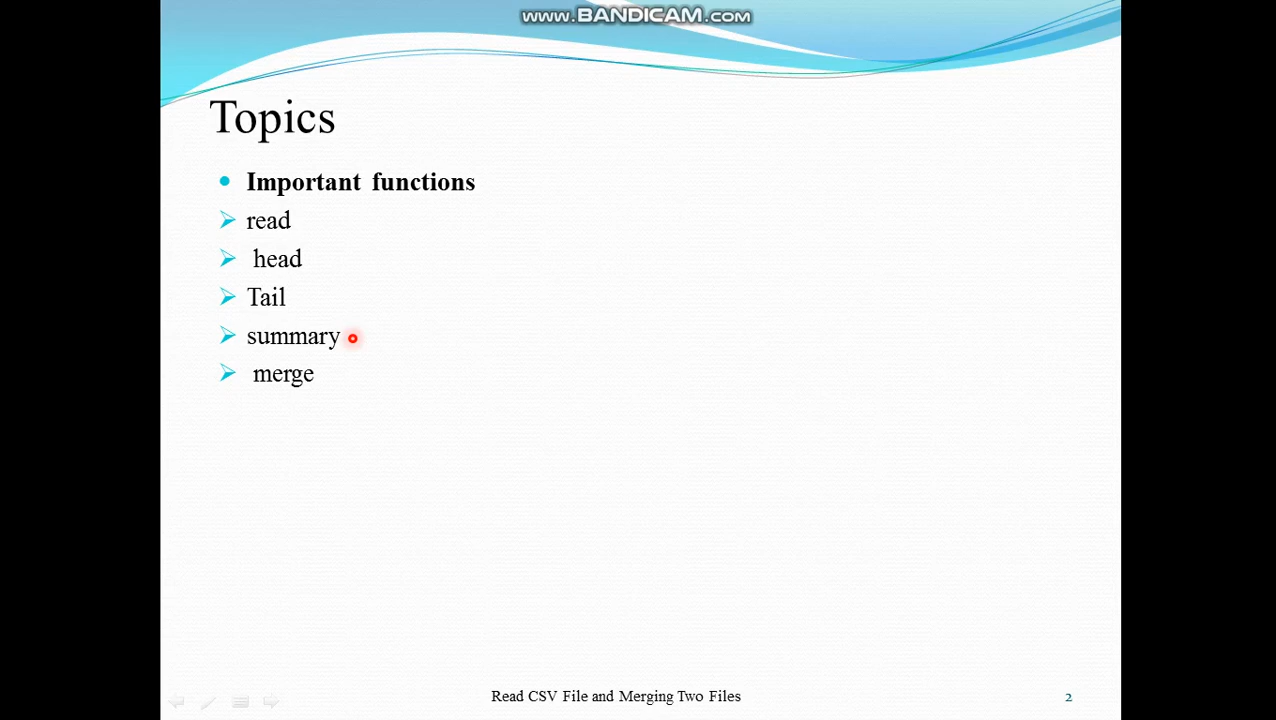 WWW.BANDICAM.COM
Topics
Important functions
read
head
Tail
summary
merge
Read CSV File and Merging Two Files
2